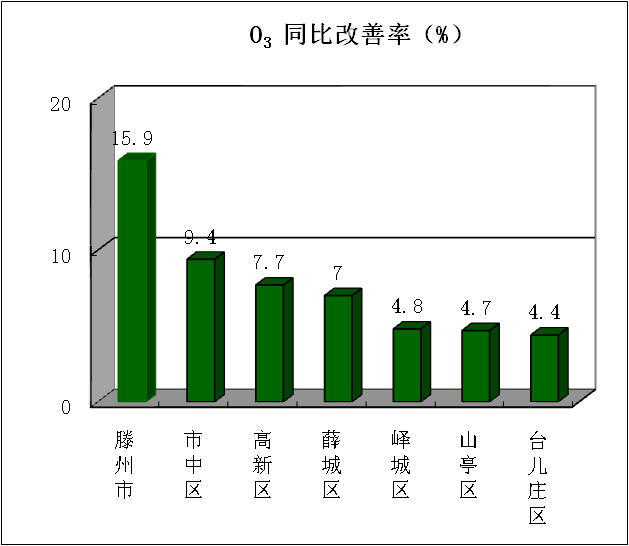 O3 同比改善率（%）
20
15.9
9.4
7.7
7
4.8
4.7
4.4
10
0
滕州市
市中区
高新区
薛城区
峄城区
山亭区
台儿庄区